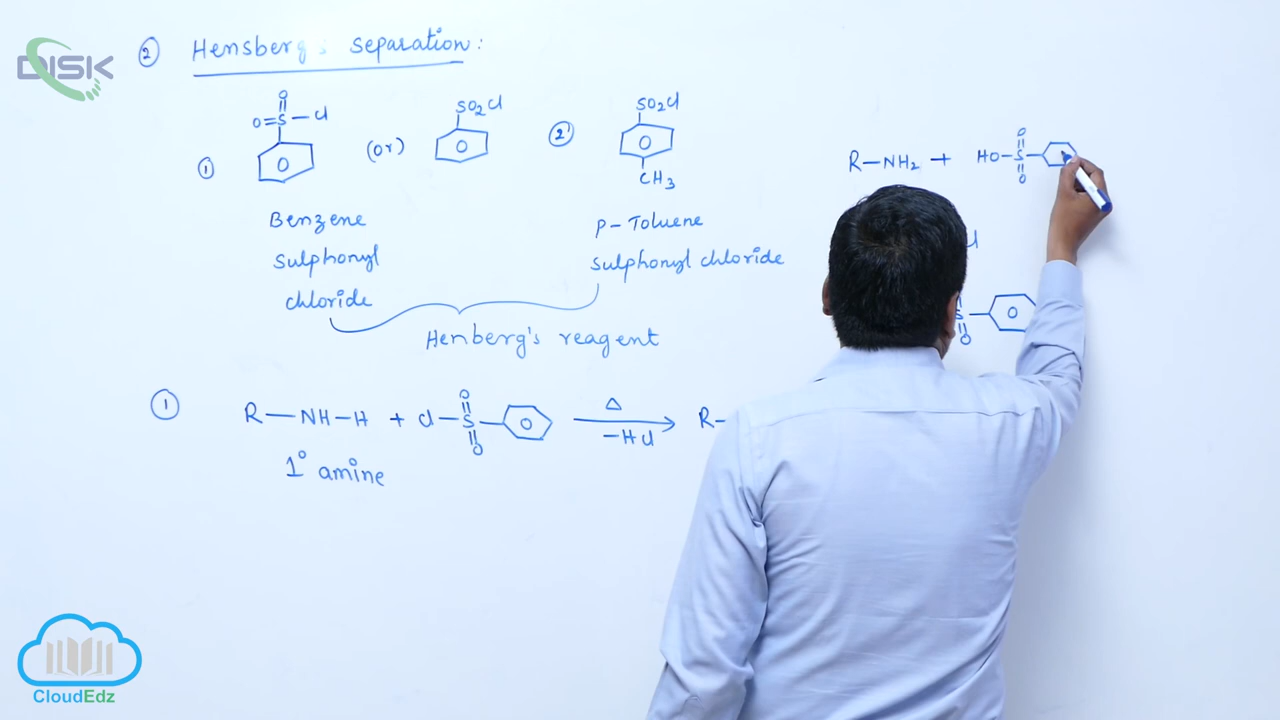 DISK
② Hensberg's separation:
O=S—Cl
O
(or)
SO2Cl
②
SO2Cl
①
CH3
Benzene
sulphonyl
chloride
P-Toluene
sulphonyl chloride
Henberg's reagent
R—NH2 + HO—S—
O
O
S—
O
① R—NH—H + Cl—S—
O
O
Δ
-HCl
R-
1° amine
CloudEdz